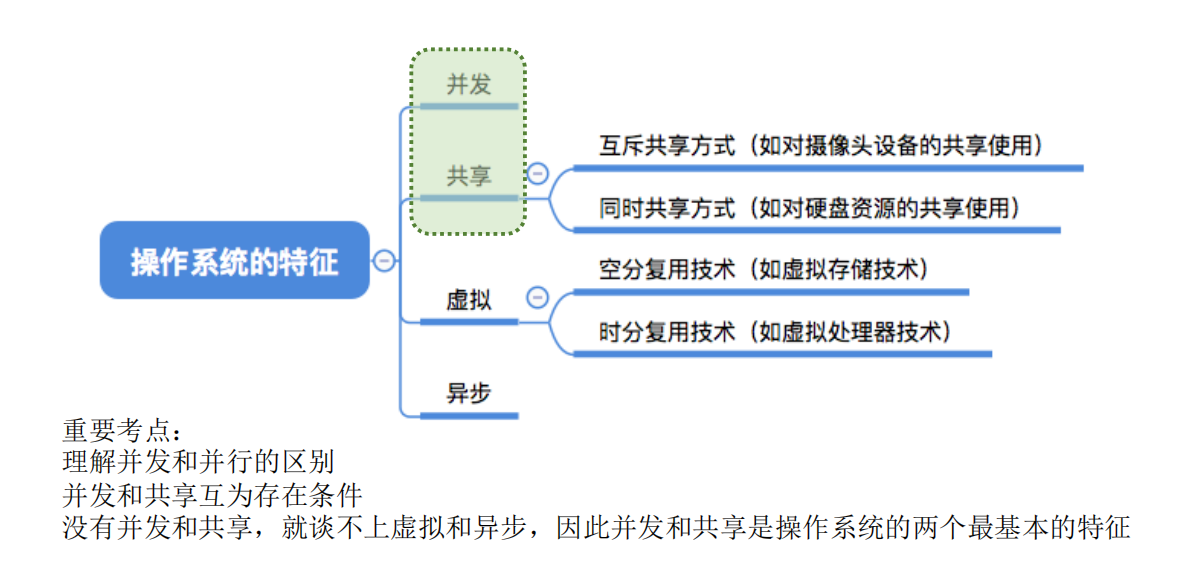 并发
共享
互斥共享方式（如对摄像头设备的共享使用）
同时共享方式（如对硬盘资源的共享使用）
操作系统的特征
虚拟
空分复用技术（如虚拟存储技术）
时分复用技术（如虚拟处理器技术）
异步
重要考点：
理解并发和并行的区别
并发和共享互为存在条件
没有并发和共享，就谈不上虚拟和异步，因此并发和共享是操作系统的两个最基本的特征